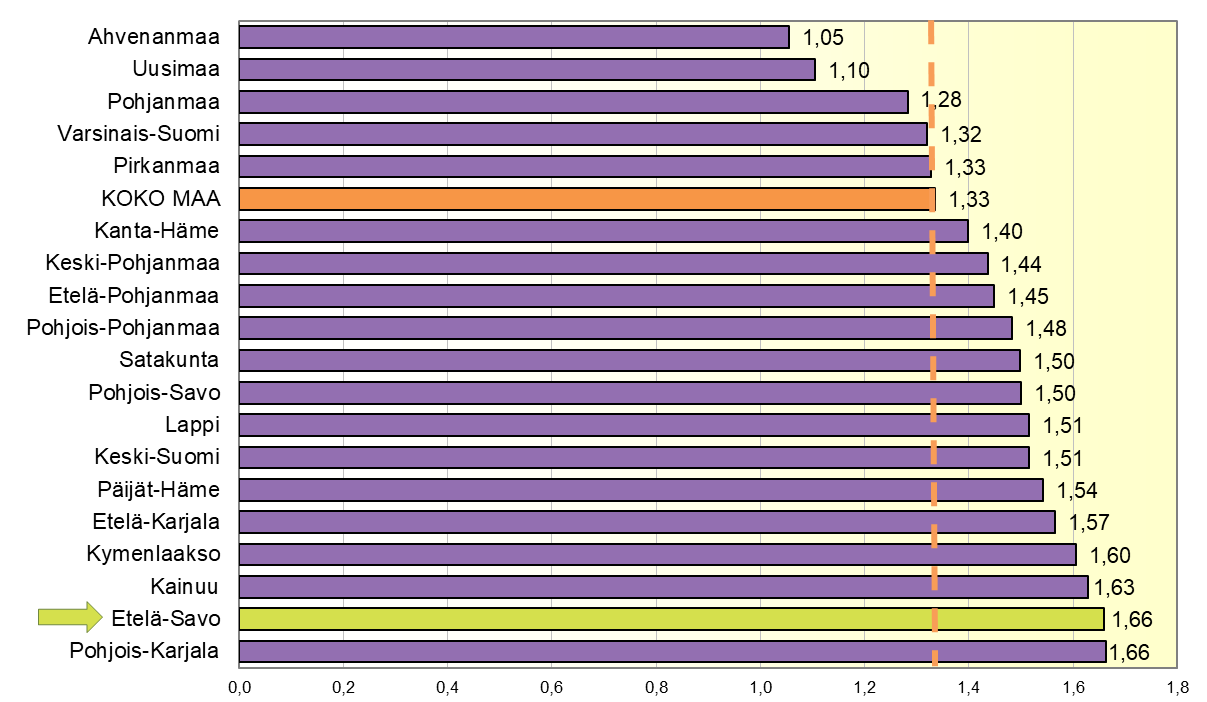 Ahvenanmaa 1,05
Uusimaa 1,10
Pohjanmaa 1,28
Varsinais-Suomi 1,32
Pirkanmaa 1,33
KOKO MAA 1,33
Kanta-Häme 1,40
Keski-Pohjanmaa 1,44
Etelä-Pohjanmaa 1,45
Pohjois-Pohjanmaa 1,48
Satakunta 1,50
Pohjois-Savo 1,50
Lappi 1,51
Keski-Suomi 1,51
Päijät-Häme 1,54
Etelä-Karjala 1,57
Kymenlaakso 1,60
Kainuu 1,63
Etelä-Savo 1,66
Pohjois-Karjala 1,66
0,0 0,2 0,4 0,6 0,8 1,0 1,2 1,4 1,6 1,8